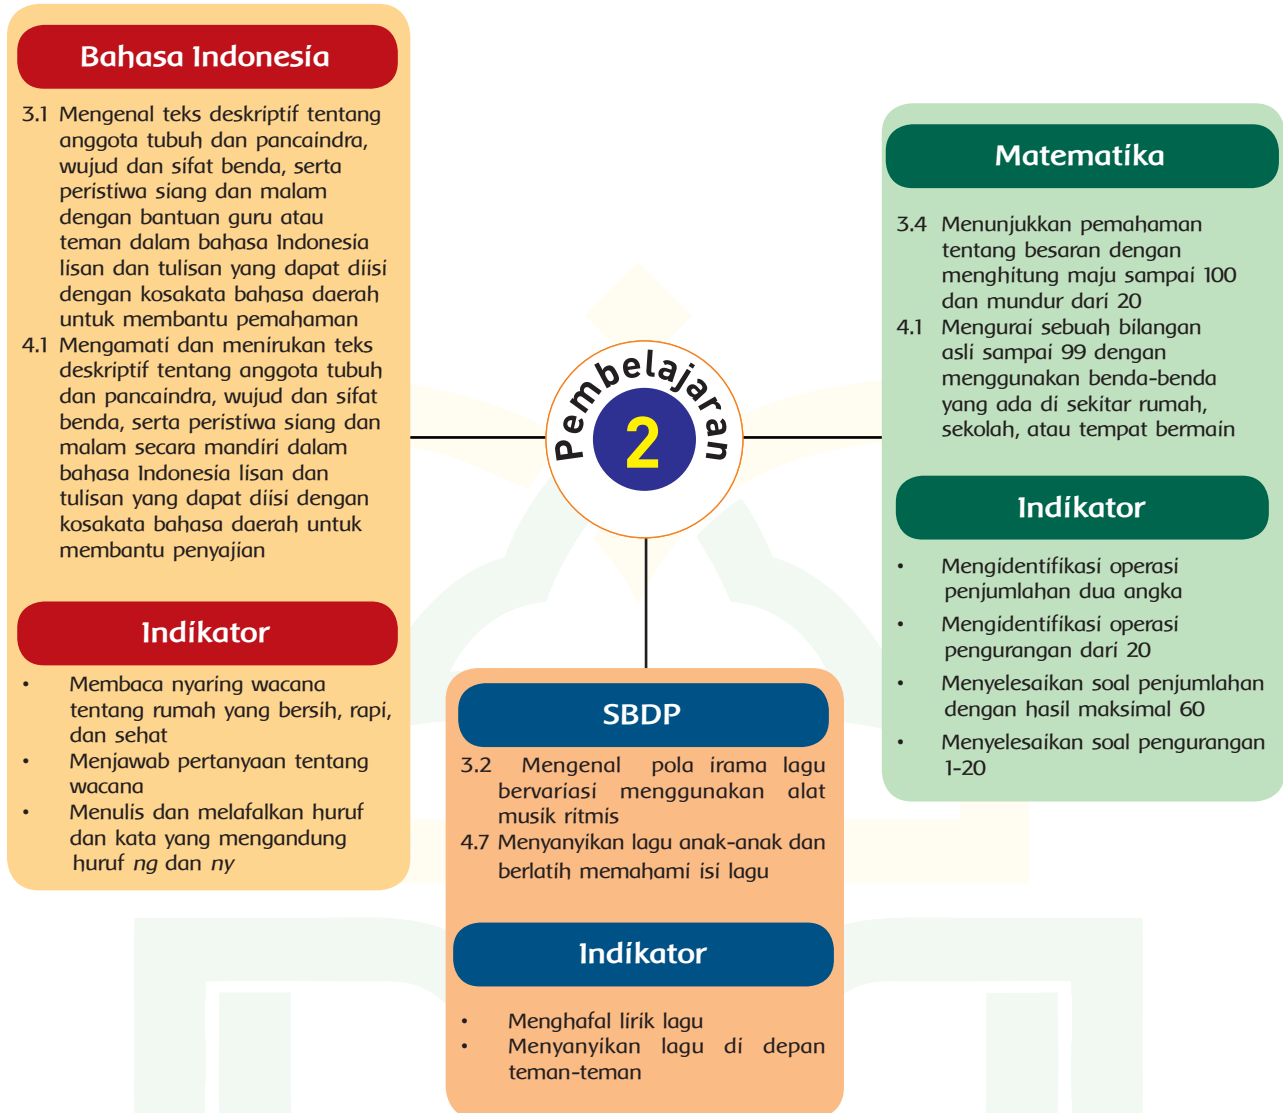 Bahasa Indonesia
3.1 Mengenal teks deskriptif tentang
anggota tubuh dan pancaindra,
wujud dan sifat benda, serta
peristiwa siang dan malam
dengan bantuan guru atau
teman dalam bahasa Indonesia
lisan dan tulisan yang dapat diisi
dengan kosakata bahasa daerah
untuk membantu pemahaman
4.1 Mengamati dan menirukan teks
deskriptif tentang anggota tubuh
dan pancaindra, wujud dan sifat
benda, serta peristiwa siang dan
malam secara mandiri dalam
bahasa Indonesia lisan dan
tulisan yang dapat diisi dengan
kosakata bahasa daerah untuk
membantu penyajian
Indikator
• Membaca nyaring wacana
tentang rumah yang bersih, rapi,
dan sehat
• Menjawab pertanyaan tentang
wacana
• Menulis dan melafalkan huruf
dan kata yang mengandung
huruf ng dan ny
Pembelajaran
2
SBDP
3.2 Mengenal pola irama lagu
bervariasi menggunakan alat
musik ritmis
4.7 Menyanyikan lagu anak-anak dan
berlatih memahami isi lagu
Indikator
• Menghafal lirik lagu
• Menyanyikan lagu di depan
teman-teman
Matematika
3.4 Menunjukkan pemahaman
tentang besaran dengan
menghitung maju sampai 100
dan mundur dari 20
4.1 Mengurai sebuah bilangan
asli sampai 99 dengan
menggunakan benda-benda
yang ada di sekitar rumah,
sekolah, atau tempat bermain
Indikator
• Mengidentifikasi operasi
penjumlahan dua angka
• Mengidentifikasi operasi
pengurangan dari 20
• Menyelesaikan soal penjumlahan
dengan hasil maksimal 60
• Menyelesaikan soal pengurangan
1-20